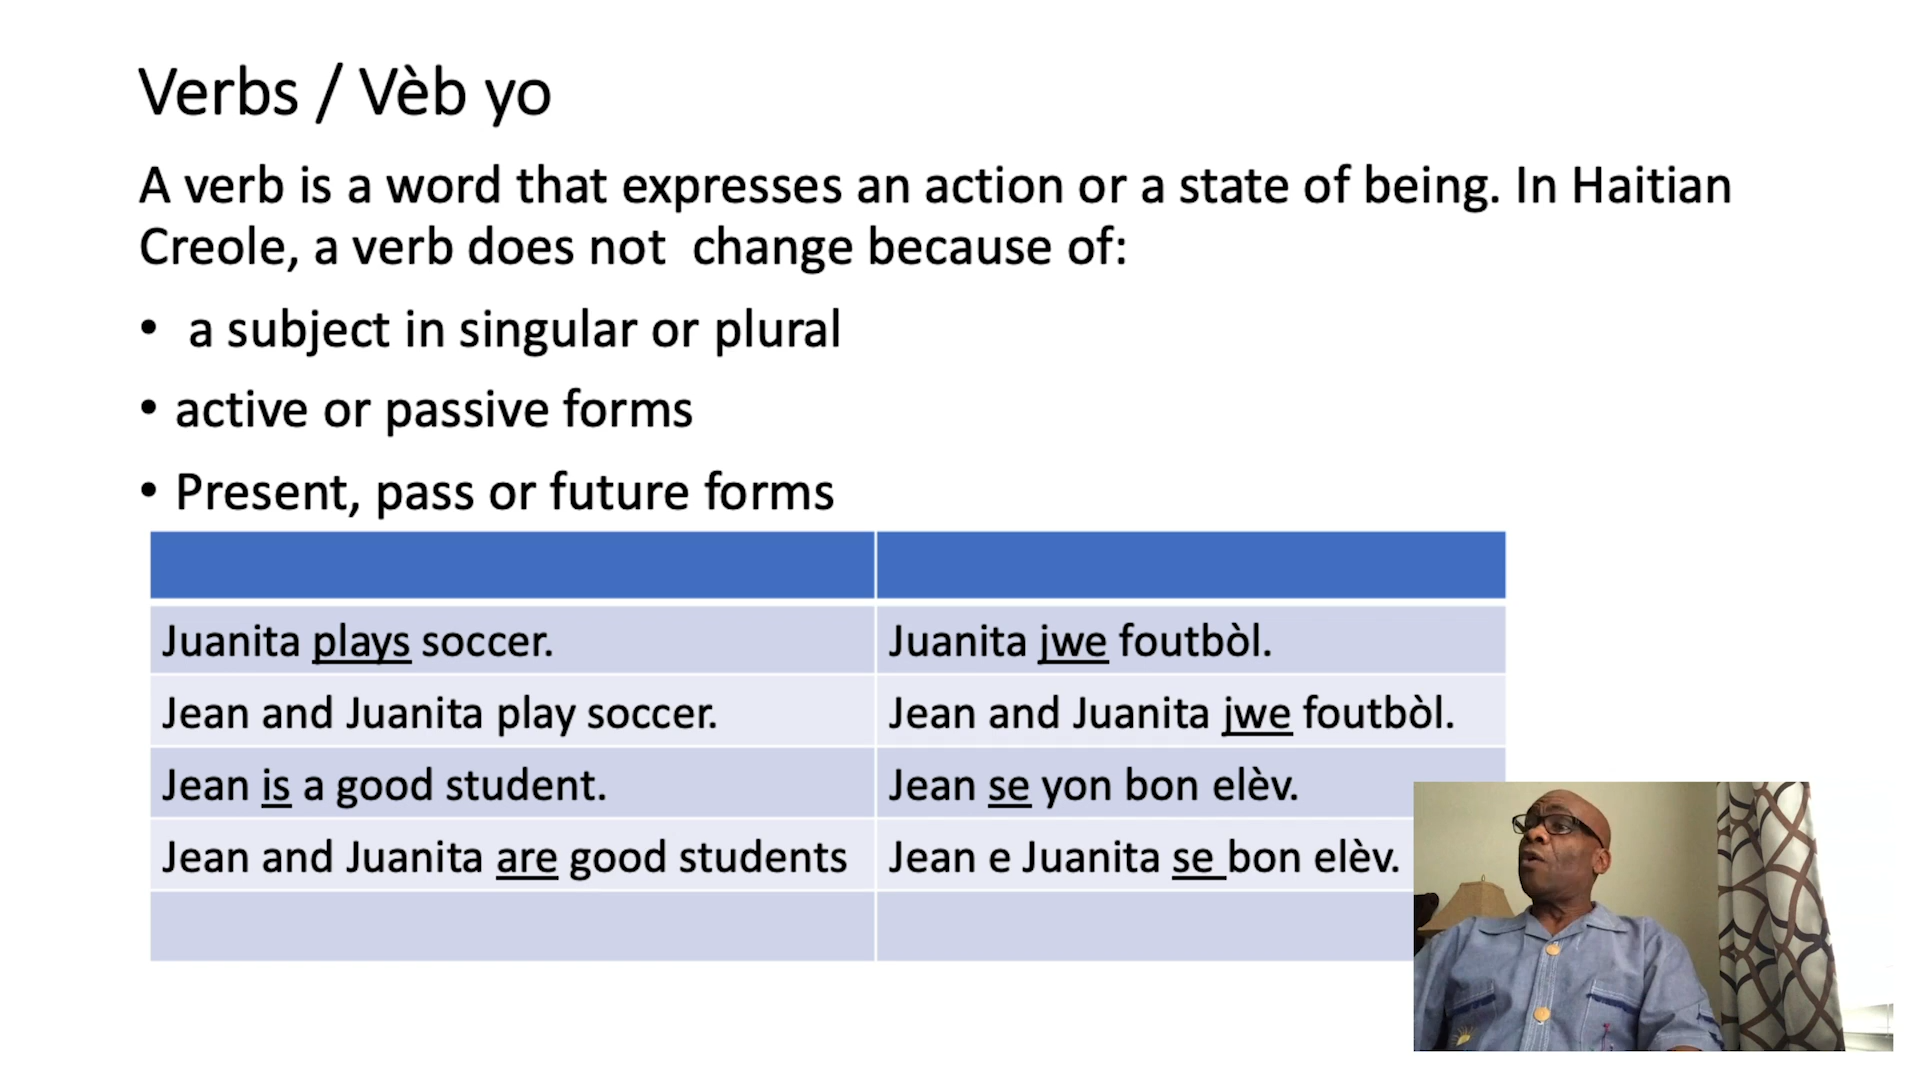 Verbs / Vèb yo
A verb is a word that expresses an action or a state of being. In Haitian
Creole, a verb does not change because of:
• a subject in singular or plural
• active or passive forms
• Present, pass or future forms
Juanita plays soccer. Juanita jwe foutbòl.
Jean and Juanita play soccer. Jean and Juanita jwe foutbòl.
Jean is a good student. Jean se yon bon elèv.
Jean and Juanita are good students Jean e Juanita se bon elèv.